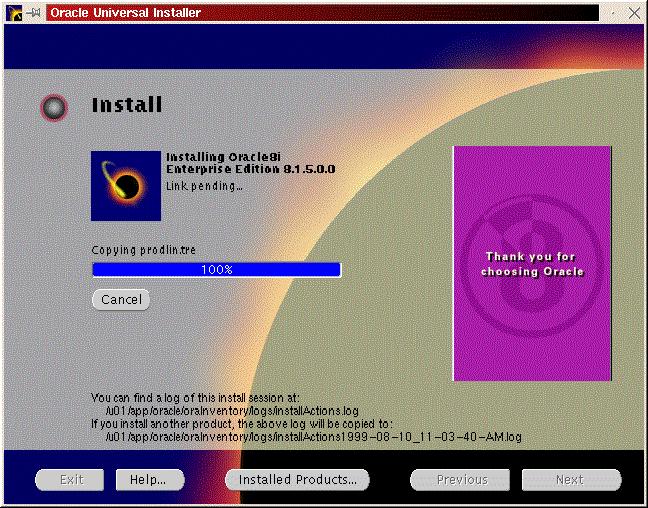 Oracle Universal Installer
Install
Installing Oracle8i
Enterprise Edition 8.1.5.0.0
Link pending...
Copying prodlin.tre
100%
Cancel
Thank you for
choosing Oracle
You can find a log of this install session at:
/u01/app/oracle/oraInventory/logs/installActions.log
If you install another product, the above log will be copied to:
/u01/app/oracle/oraInventory/logs/installActions1999-08-10_11-03-40-AM.log
Exit
Help...
Installed Products...
Previous
Next